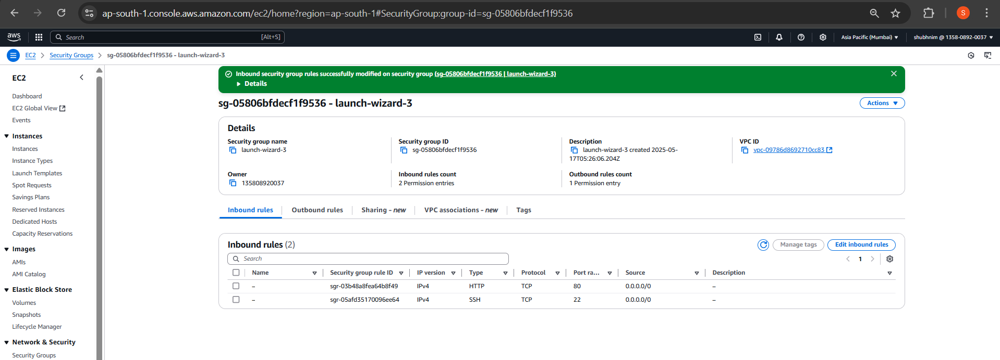 ap-south-1.console.aws.amazon.com/ec2/home?region=ap-south-1#SecurityGroup:group-id=sg-05806bfdecf1f9536
S
aws
Search [Alt+S]
Asia Pacific (Mumbai)
shubhnim @ 1358-0892-0037
EC2 > Security Groups > sg-05806bfdecf1f9536 - launch-wizard-3
EC2
Dashboard
EC2 Global View
Events
Instances
Instances
Instance Types
Launch Templates
Spot Requests
Savings Plans
Reserved Instances
Dedicated Hosts
Capacity Reservations
Images
AMIs
AMI Catalog
Elastic Block Store
Volumes
Snapshots
Lifecycle Manager
Network & Security
Security Groups
Inbound security group rules successfully modified on security group (sg-05806bfdecf1f9536 | launch-wizard-3)
Details
sg-05806bfdecf1f9536 - launch-wizard-3
Actions
Details
Security group name
launch-wizard-3
Security group ID
sg-05806bfdecf1f9536
Description
launch-wizard-3 created 2025-05-
17T05:26:06.204Z
VPC ID
vpc-09786d8692710cc83
Owner
135808920037
Inbound rules count
2 Permission entries
Outbound rules count
1 Permission entry
Inbound rules
Outbound rules
Sharing - new
VPC associations - new
Tags
Inbound rules (2)
Manage tags
Edit inbound rules
Search
1
Name Security group rule ID IP version Type Protocol Port ra... Source Description
– sgr-03b48a8fea64b8f49 IPv4 HTTP TCP 80 0.0.0.0/0 –
– sgr-05afd35170096ee64 IPv4 SSH TCP 22 0.0.0.0/0 –